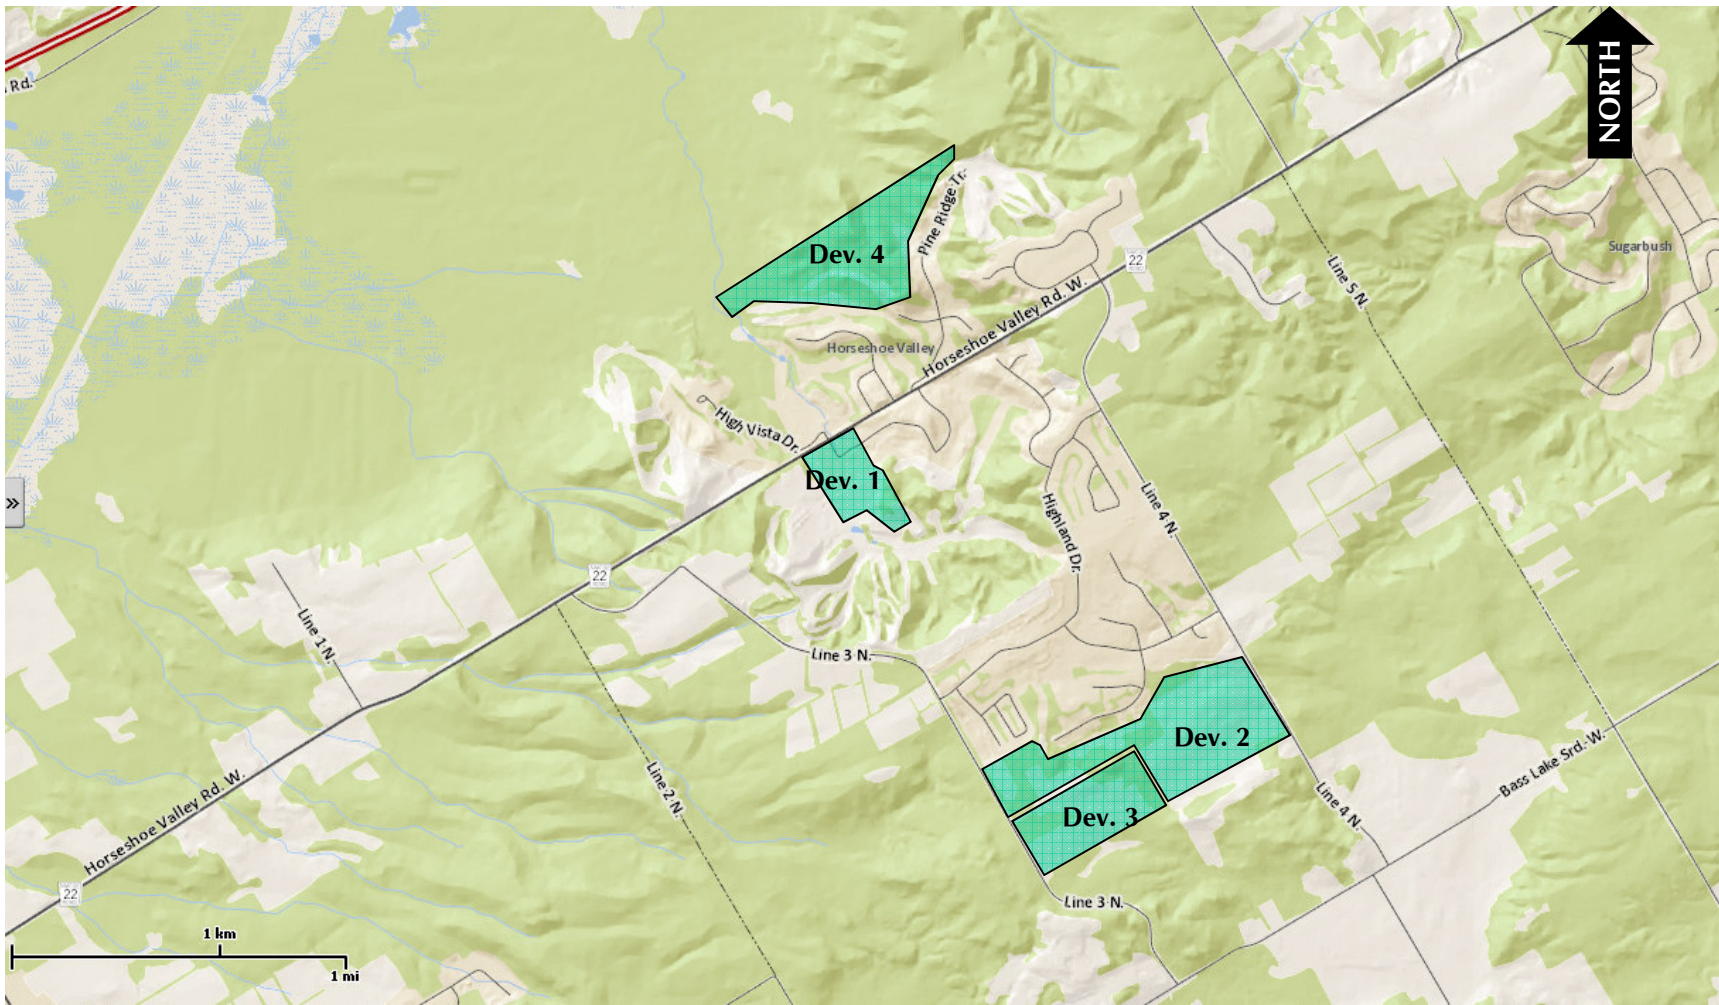 Rd.
NORTH
Pine Ridge Tr.
Dev. 4
Sugarbush
22
Line 5 N.
Horseshoe Valley Rd. W.
Horseshoe Valley
High Vista Dr.
Dev. 1
»
Highland Dr.
Line 4 N.
22
Line 1 N.
Line 3 N.
Dev. 2
Bass Lake Srd. W.
Line 2 N.
Dev. 3
Line 4 N.
Horseshoe Valley Rd. W.
22
Line 3 N.
1 km
1 mi